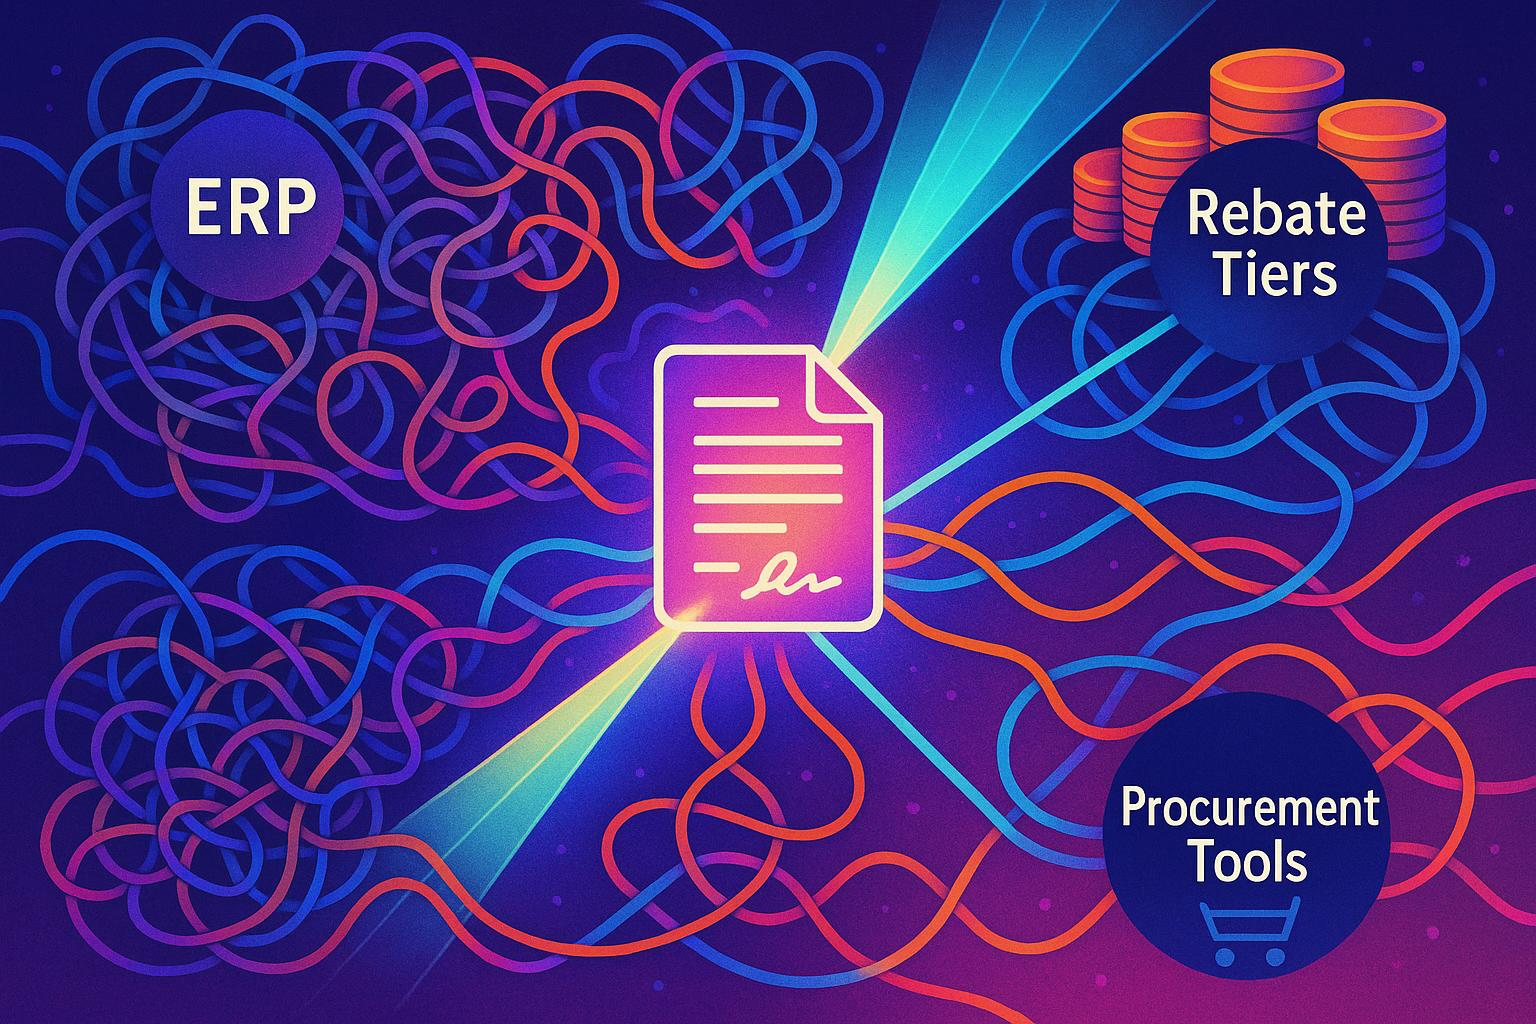 ERP
Rebate
Tiers
Procurement
Tools